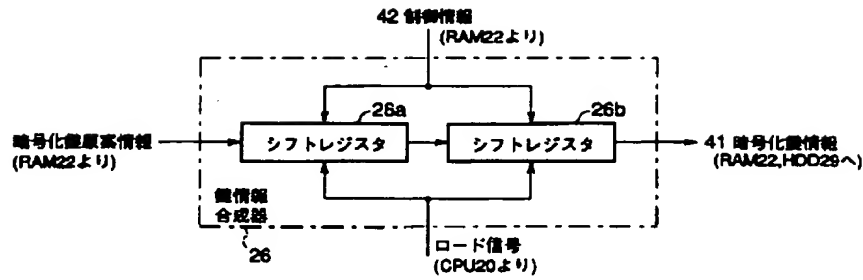 42 制御情報
(RAM22より)
26a
26b
暗号化鍵原案情報
(RAM22より)
シフトレジスタ
シフトレジスタ
41 暗号化鍵情報
(RAM22,HDD29へ)
鍵情報
合成器
26
ロード信号
(CPU20より)